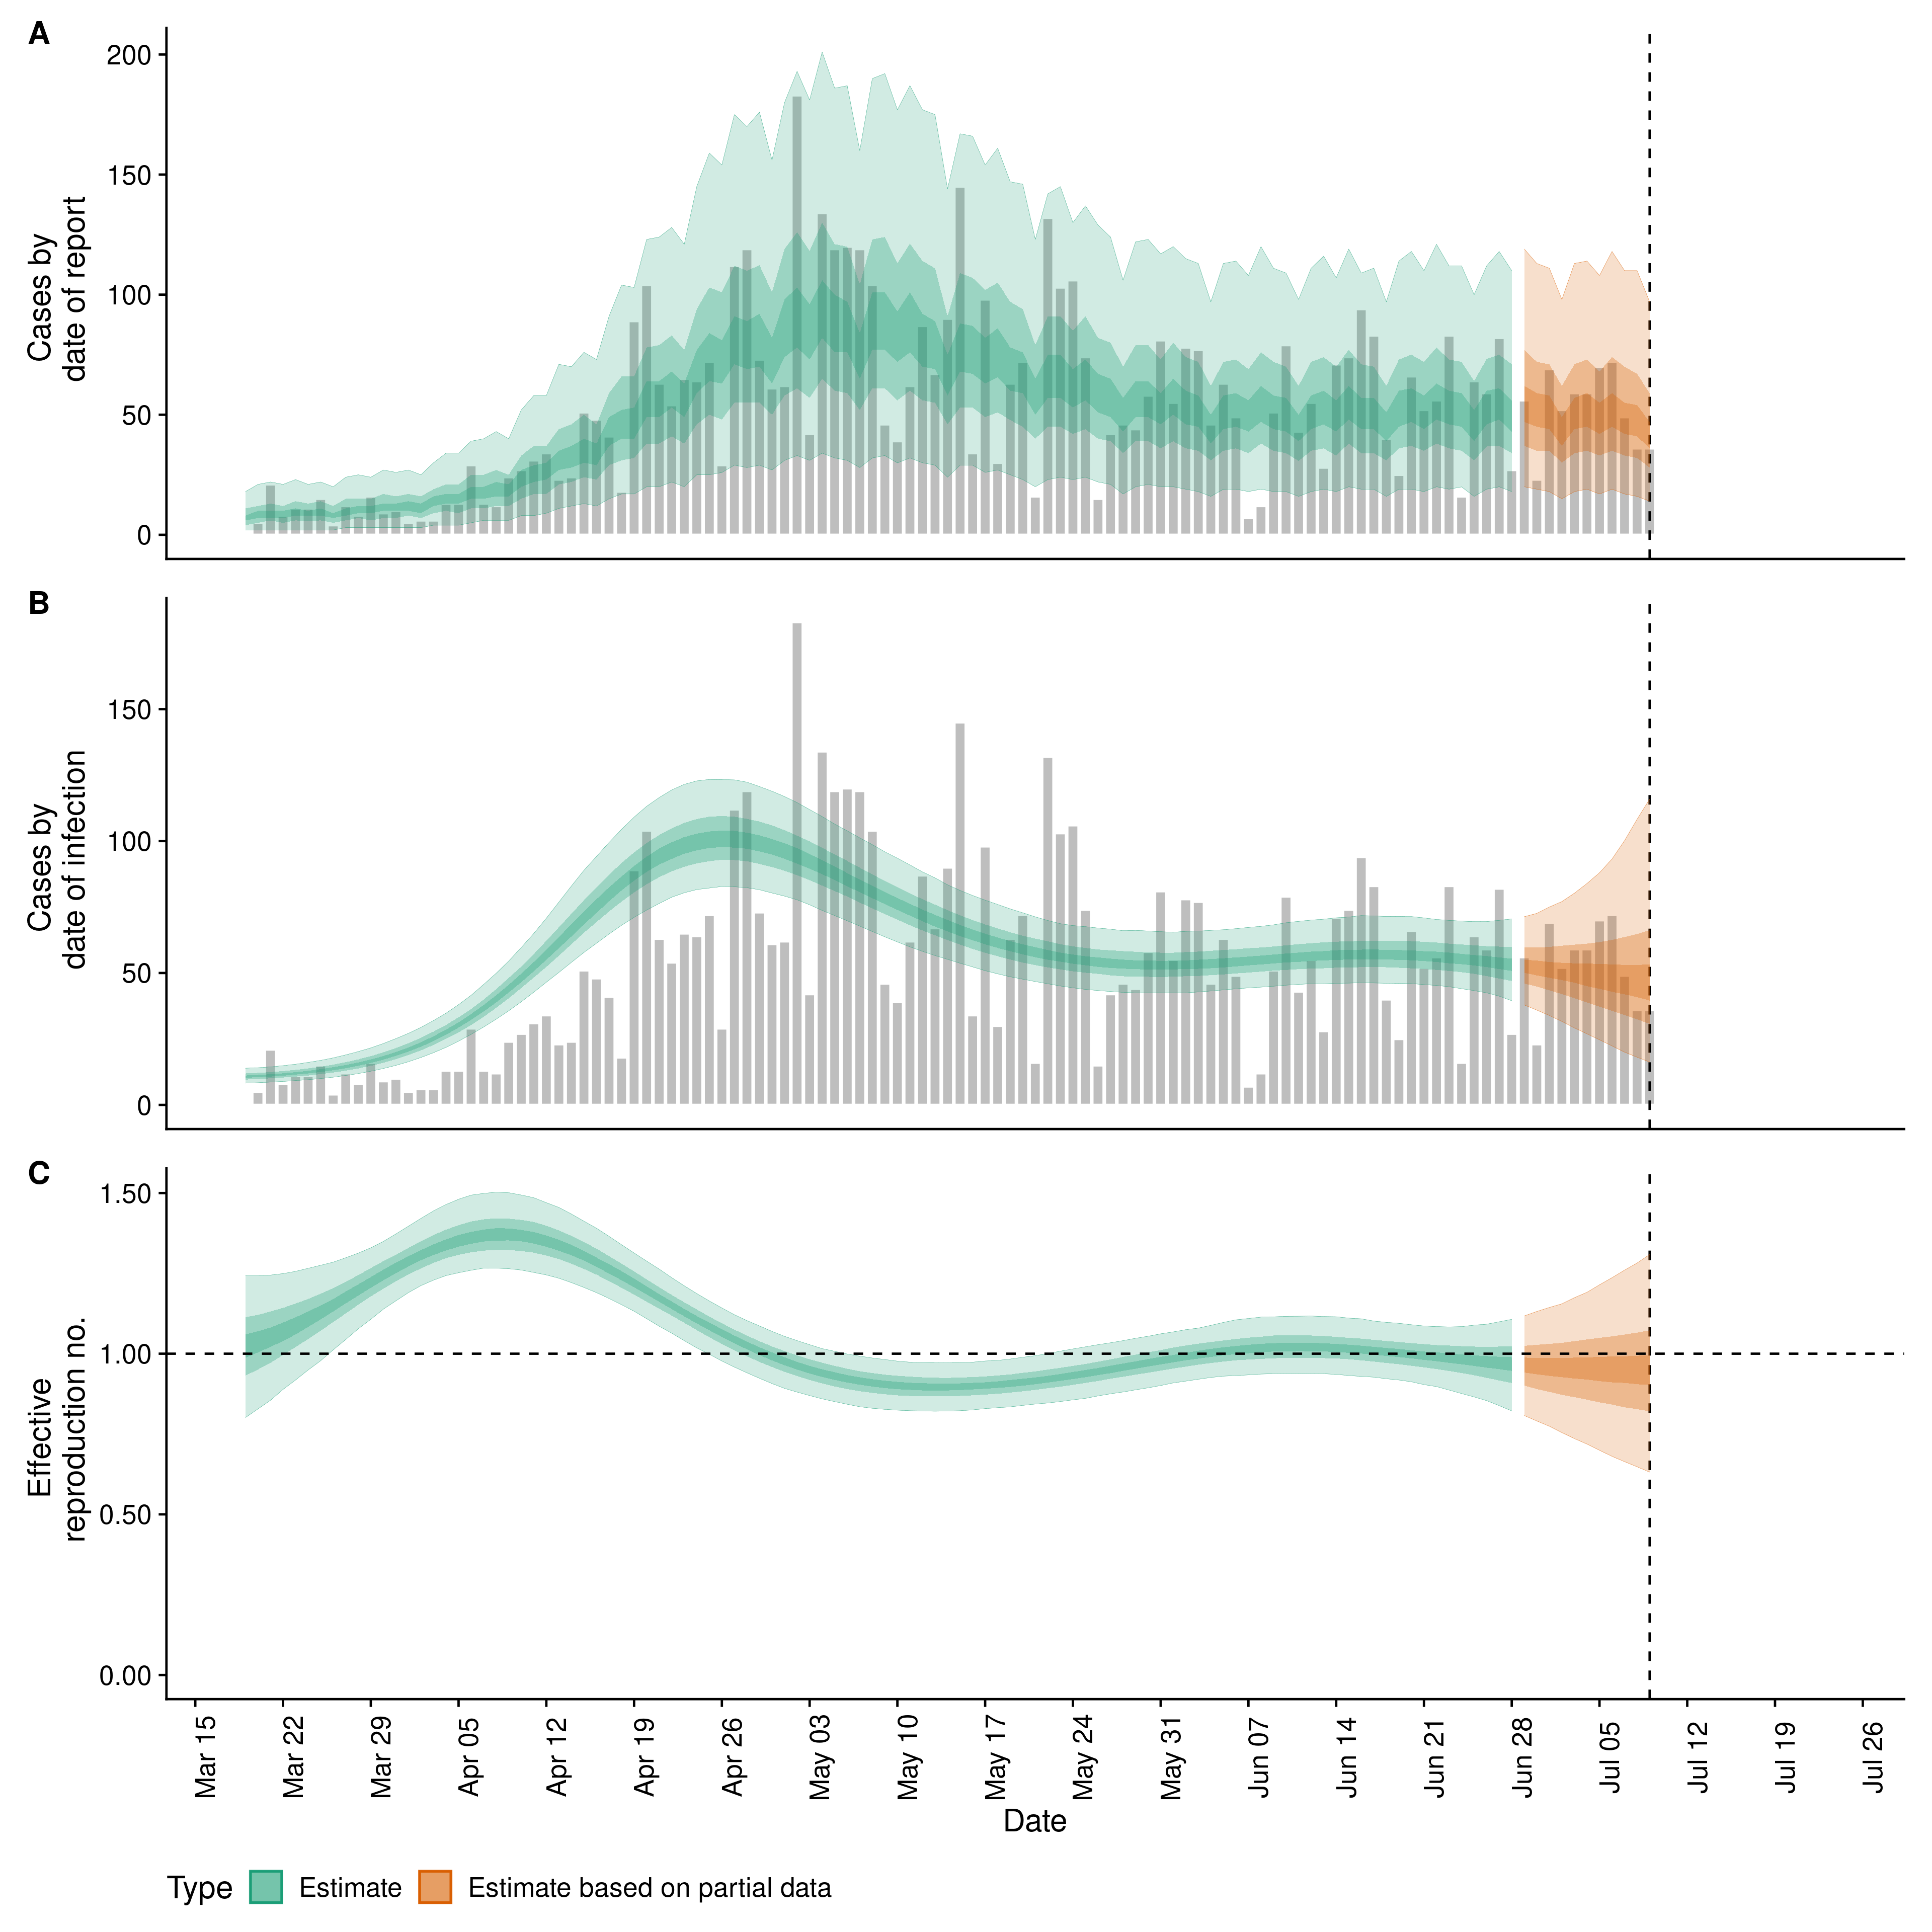 A
200
150
100
50
0
Cases by
date of report
B
150
100
50
0
Cases by
date of infection
C
1.50
1.00
0.50
0.00
Effective
reproduction no.
Mar 15
Mar 22
Mar 29
Apr 05
Apr 12
Apr 19
Apr 26
May 03
May 10
May 17
May 24
May 31
Jun 07
Jun 14
Jun 21
Jun 28
Jul 05
Jul 12
Jul 19
Jul 26
Date
Type Estimate Estimate based on partial data